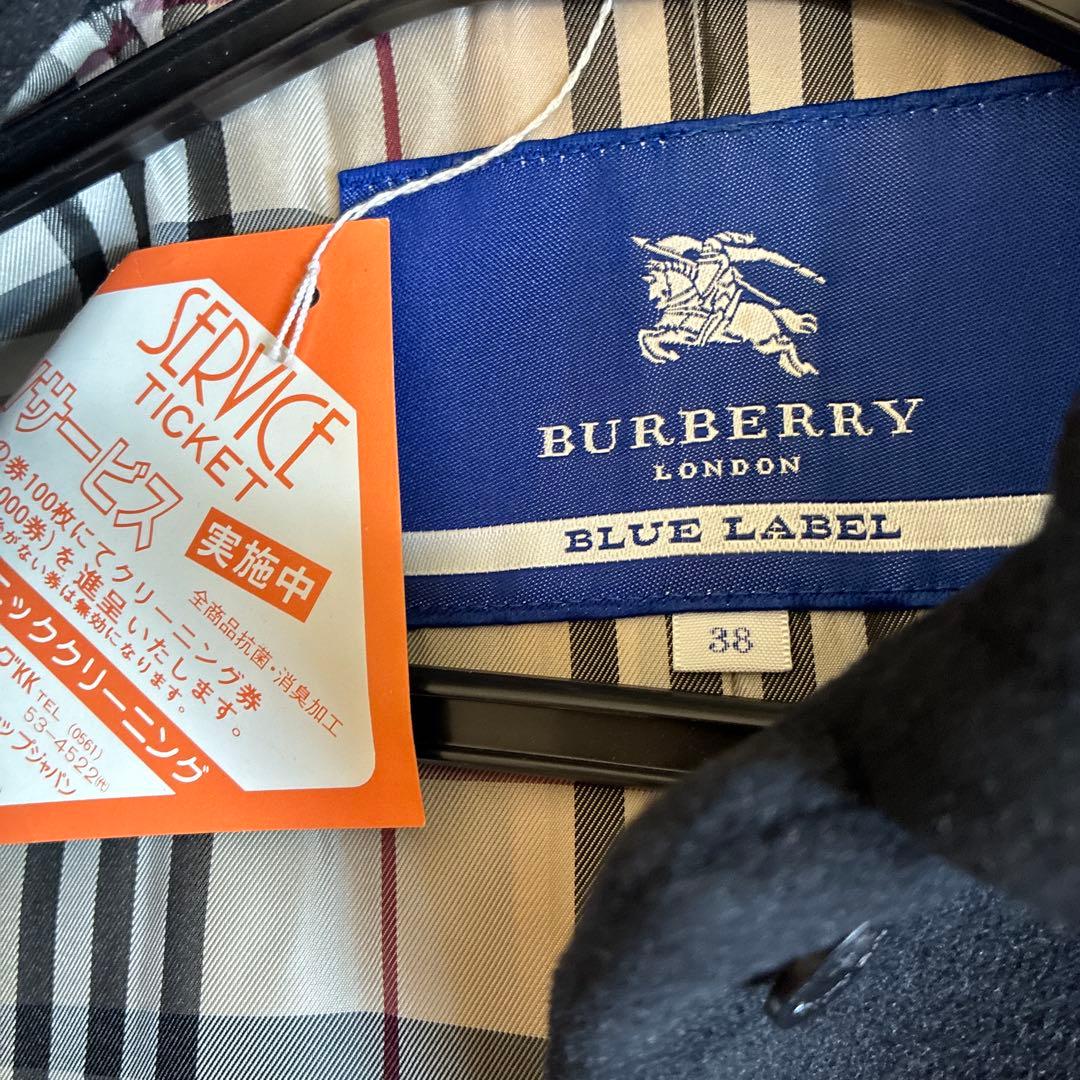 SERVICE
TICKET
サービス
実施中
券100枚にてクリーニング券
000券)を進呈いたします。
がない券は無効になります。
全商品抗菌・消臭加工
ッククリーニング
グKK TEL (0561)
53-4522(代)
ップジャパン
BURBERRY
LONDON
BLUE LABEL
38